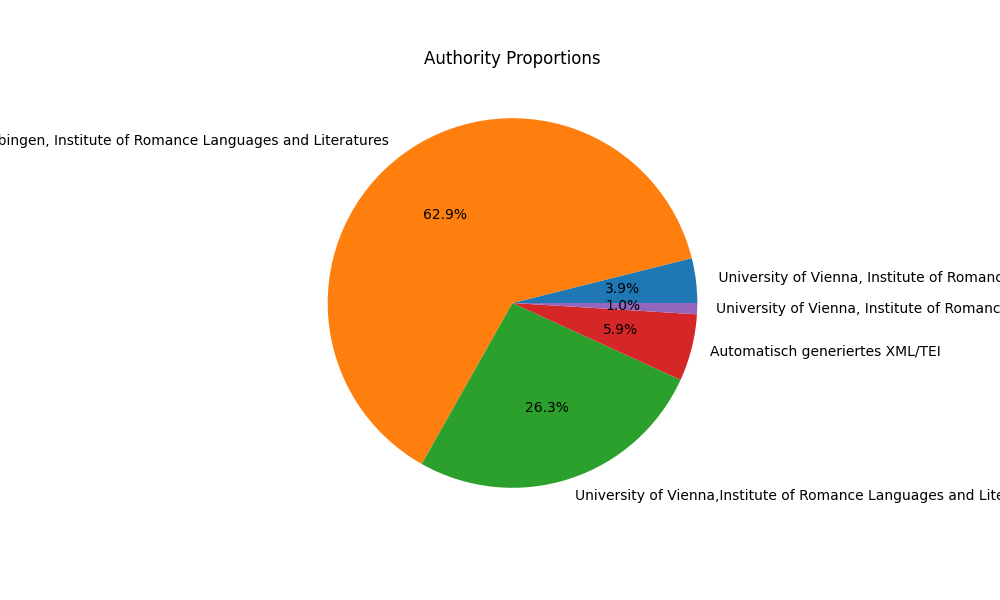 Authority Proportions
bingen, Institute of Romance Languages and Literatures
62.9%
University of Vienna, Institute of Romanc
3.9%
1.0%
University of Vienna, Institute of Romanc
5.9%
Automatisch generiertes XML/TEI
26.3%
University of Vienna,Institute of Romance Languages and Lite